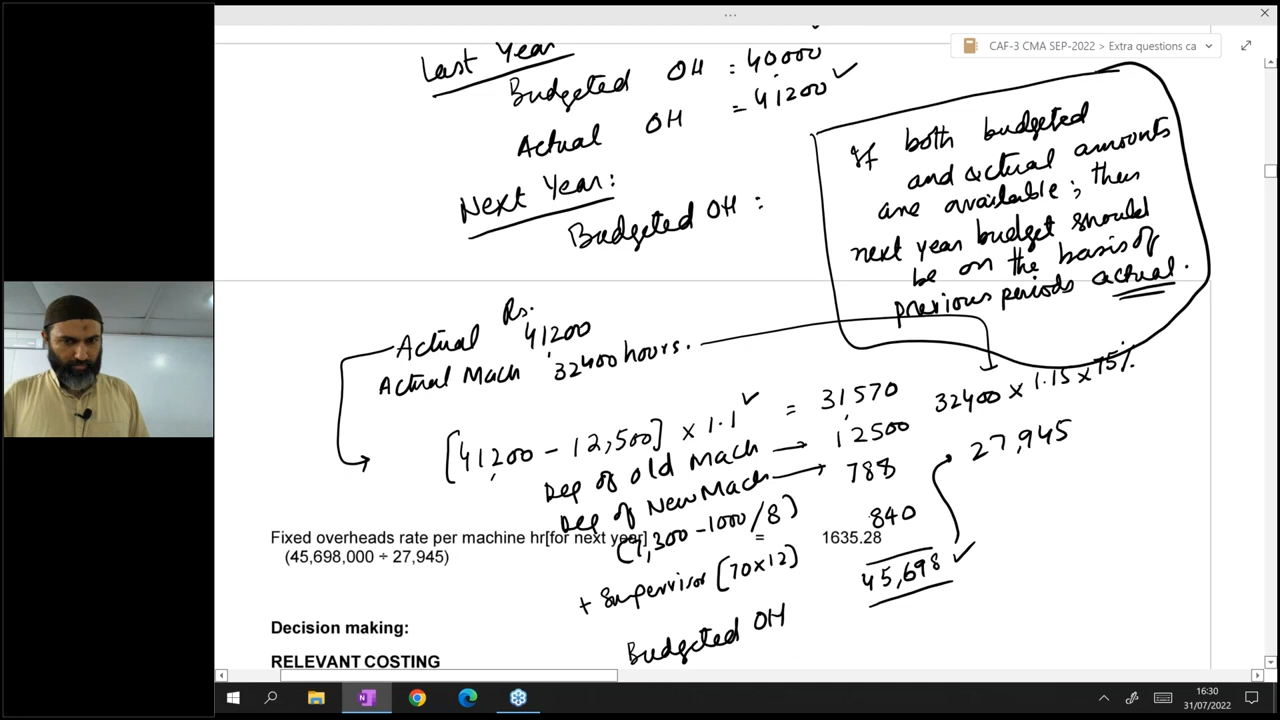 CAF-3 CMA SEP-2022 > Extra questions ca
Last Year
Budgeted OH : 40000
Actual OH = 41200
Next Year:
Budgeted OH :
If both budgeted
and actual amounts
are available; then
next year budget should
be on the basis of
previous periods actual.
Rs.
Actual 41200
Actual Mach 32400 hours.
[41,200 - 12,500] x 1.1 = 31570
32400 x 1.15 x 75%
Dep of old Mach → 12500
27,945
Dep of New Mach → 788
(7,300 - 1000/8)
840
Fixed overheads rate per machine hr[for next year] = 1635.28
(45,698,000 ÷ 27,945)
+ Supervisor [70x12)
45,698
Budgeted OH
Decision making:
RELEVANT COSTING
16:30
31/07/2022